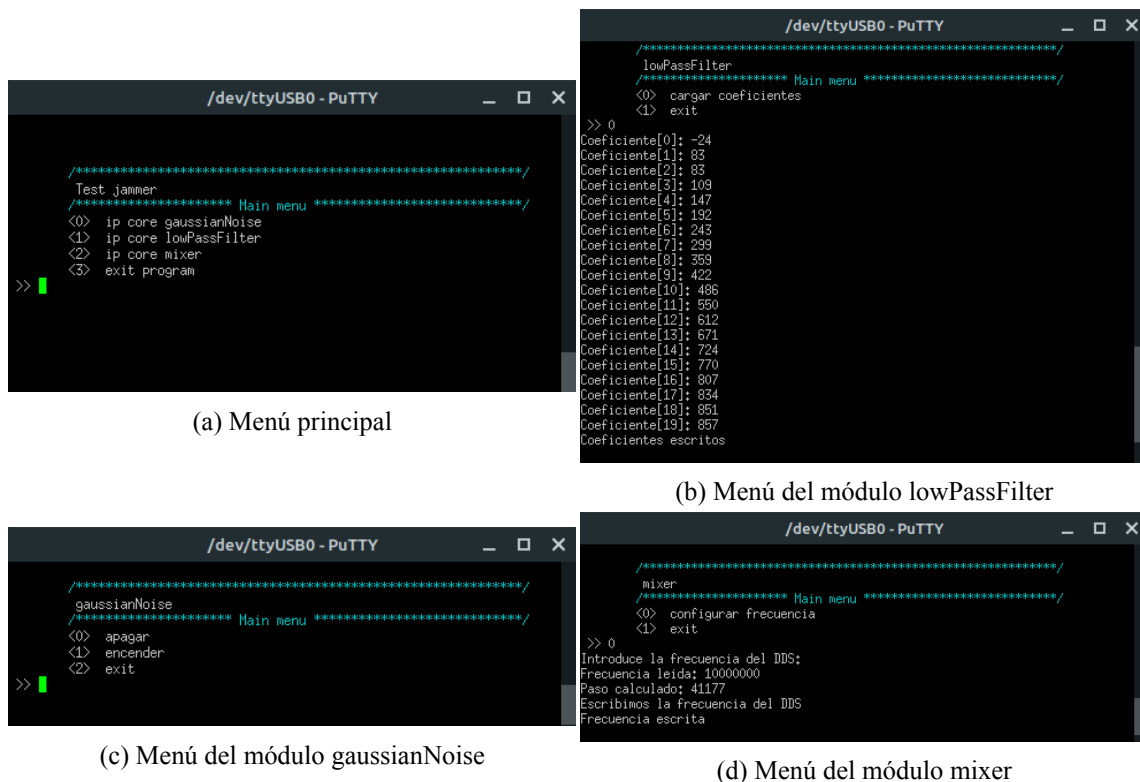 /dev/ttyUSB0 - PuTTY
/************************************************************/
Test jammer
/********************* Main menu ****************************/
<0> ip core gaussianNoise
<1> ip core lowPassFilter
<2> ip core mixer
<3> exit program
>>
(a) Menú principal
/dev/ttyUSB0 - PuTTY
/************************************************************/
lowPassFilter
/********************* Main menu ****************************/
<0> cargar coeficientes
<1> exit
>> 0
Coeficiente[0]: -24
Coeficiente[1]: 83
Coeficiente[2]: 83
Coeficiente[3]: 109
Coeficiente[4]: 147
Coeficiente[5]: 192
Coeficiente[6]: 243
Coeficiente[7]: 299
Coeficiente[8]: 359
Coeficiente[9]: 422
Coeficiente[10]: 486
Coeficiente[11]: 550
Coeficiente[12]: 612
Coeficiente[13]: 671
Coeficiente[14]: 724
Coeficiente[15]: 770
Coeficiente[16]: 807
Coeficiente[17]: 834
Coeficiente[18]: 851
Coeficiente[19]: 857
Coeficientes escritos
(b) Menú del módulo lowPassFilter
/dev/ttyUSB0 - PuTTY
/************************************************************/
gaussianNoise
/********************* Main menu ****************************/
<0> apagar
<1> encender
<2> exit
>>
(c) Menú del módulo gaussianNoise
/dev/ttyUSB0 - PuTTY
/************************************************************/
mixer
/********************* Main menu ****************************/
<0> configurar frecuencia
<1> exit
>> 0
Introduce la frecuencia del DDS:
Frecuencia leida: 10000000
Paso calculado: 41177
Escribimos la frecuencia del DDS
Frecuencia escrita
(d) Menú del módulo mixer